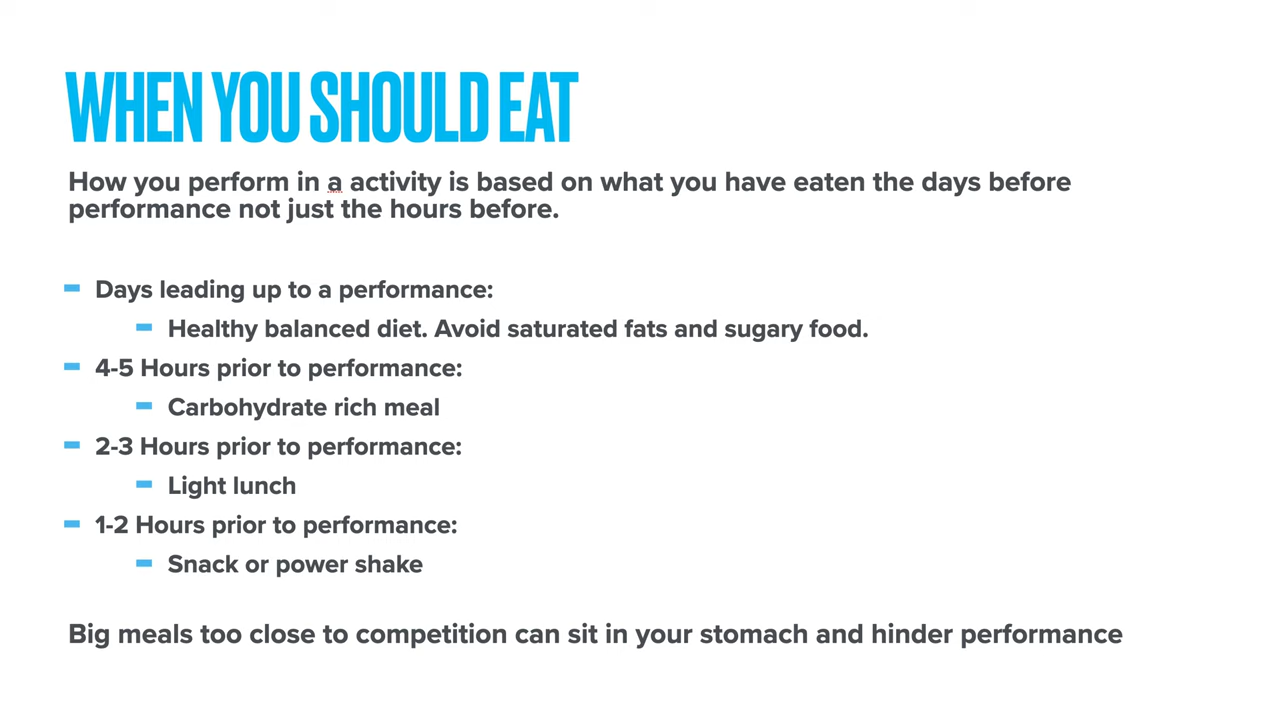 WHEN YOU SHOULD EAT
How you perform in a activity is based on what you have eaten the days before
performance not just the hours before.
Days leading up to a performance:
Healthy balanced diet. Avoid saturated fats and sugary food.
4-5 Hours prior to performance:
Carbohydrate rich meal
2-3 Hours prior to performance:
Light lunch
1-2 Hours prior to performance:
Snack or power shake
Big meals too close to competition can sit in your stomach and hinder performance